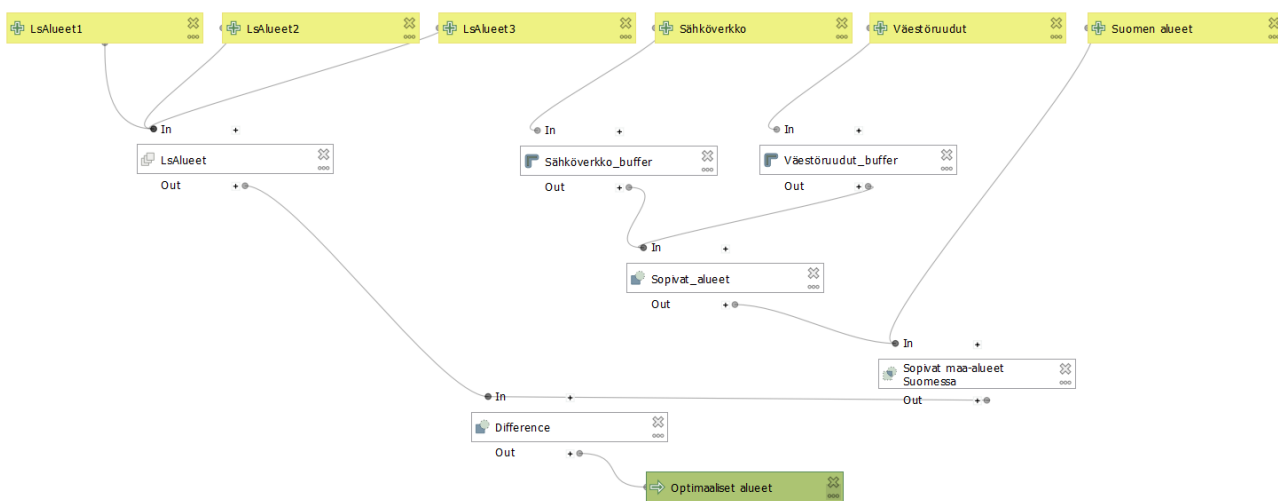 LsAlueet1
LsAlueet2
LsAlueet3
Sähköverkko
Väestöruudut
Suomen alueet
In
In
In
LsAlueet
Sähköverkko_buffer
Väestöruudut_buffer
Out
Out
Out
In
Sopivat_alueet
Out
In
Sopivat maa-alueet
Suomessa
In
Out
Difference
Out
Optimaaliset alueet